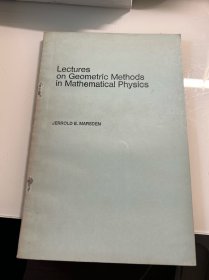 Lectures
on Geometric Methods
in Mathematical Physics
JERROLD E. MARSDEN